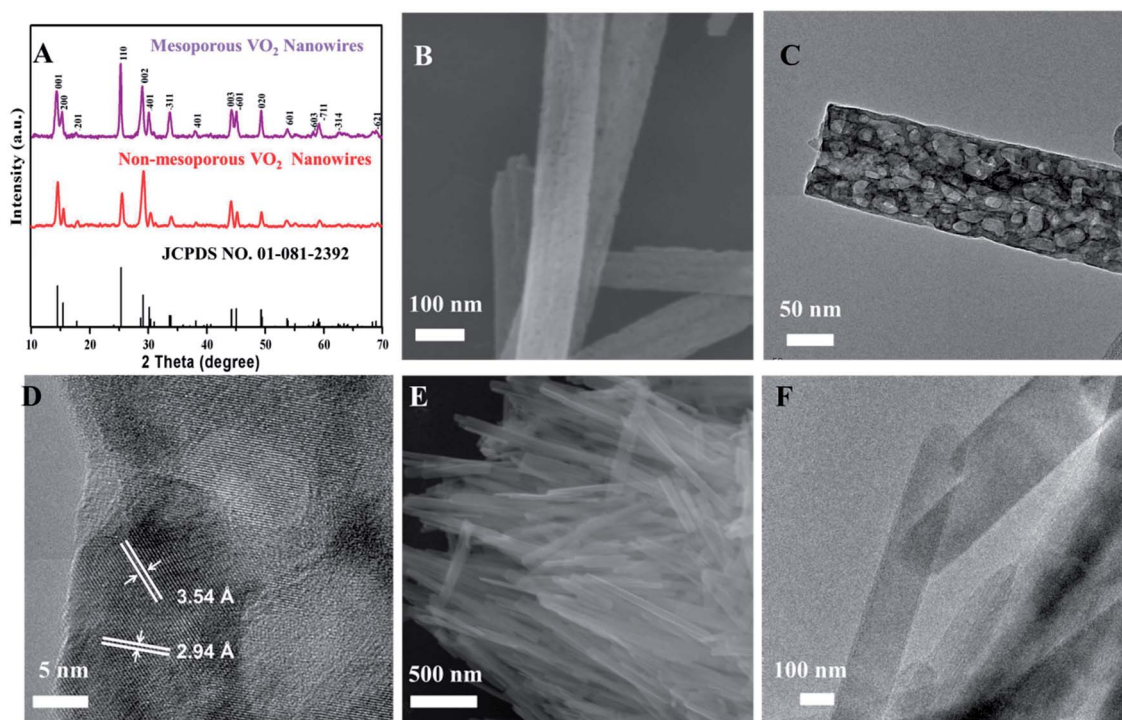 A
Mesoporous VO₂ Nanowires
001
200
-201
110
002
401
-311
401
003
-601
020
601
-603
-711
-314
-621
Non-mesoporous VO₂ Nanowires
JCPDS NO. 01-081-2392
Intensity (a.u.)
10 20 30 40 50 60 70
2 Theta (degree)
B
100 nm
C
50 nm
D
3.54 Å
2.94 Å
5 nm
E
500 nm
F
100 nm